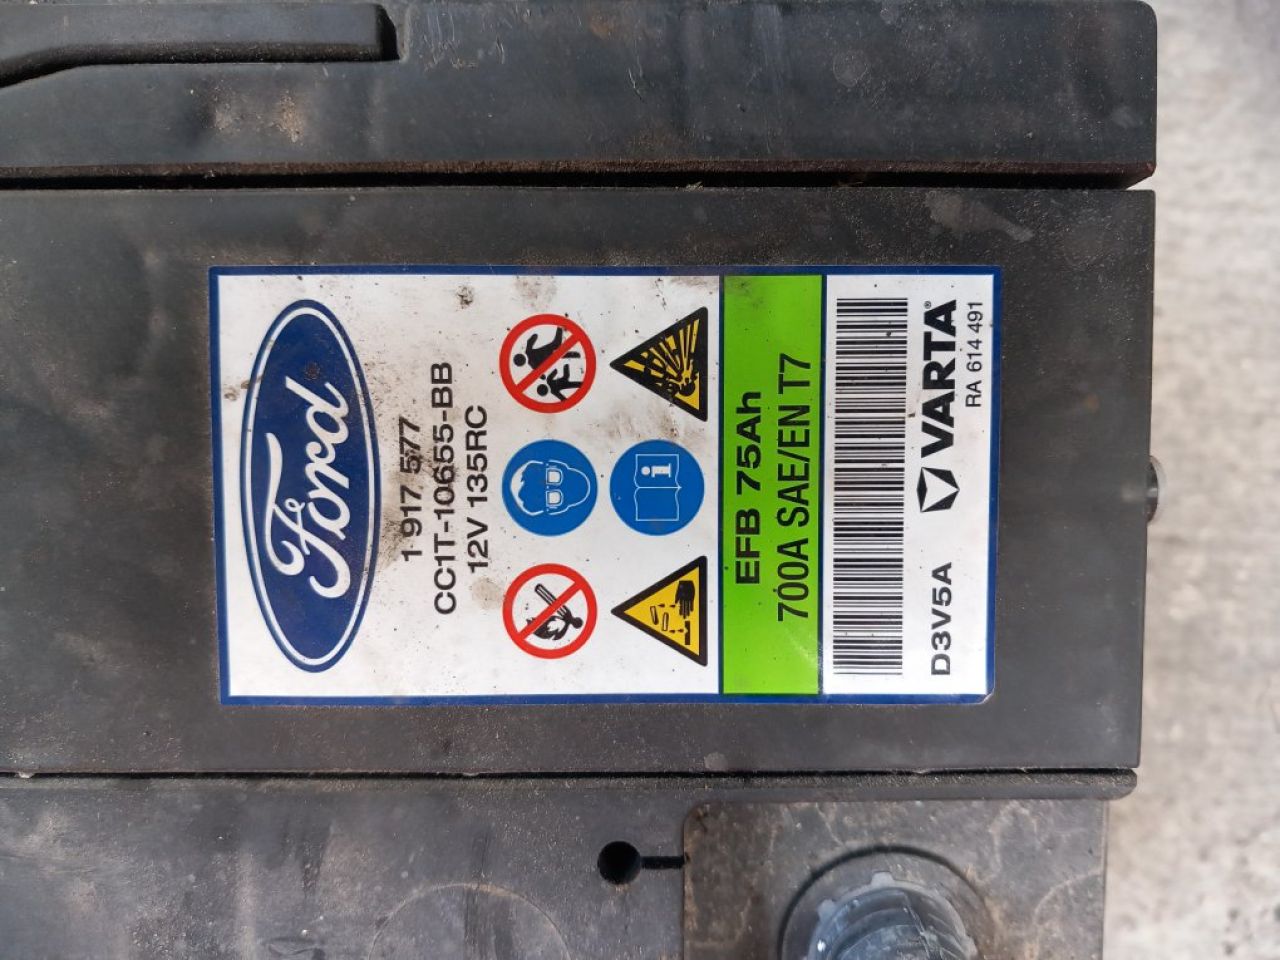 Ford
1 917 577
CC1T-10655-BB
12V 135RC
EFB 75Ah
700A SAE/EN T7
D3V5A VARTA®
RA 614 491